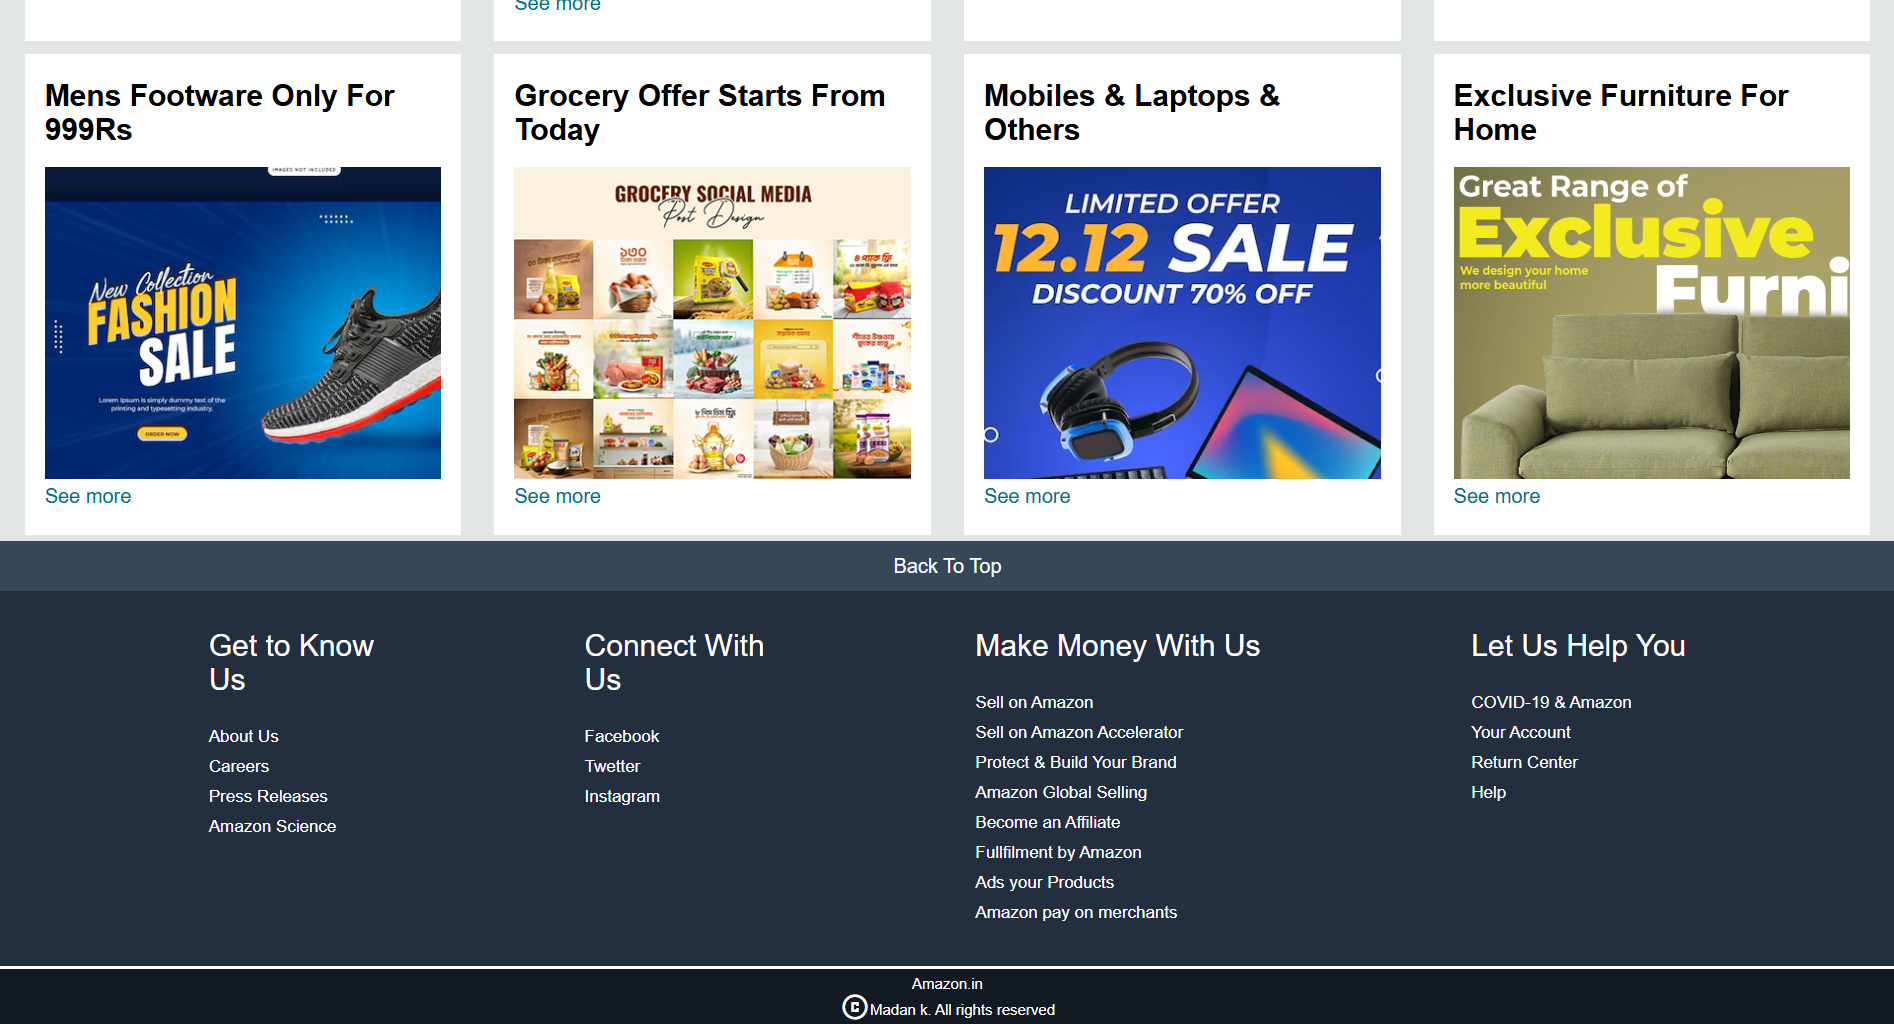 See more
Mens Footware Only For
999Rs
IMAGES NOT INCLUDED
New Collection
FASHION
SALE
Lorem Ipsum is simply dummy text of the
printing and typesetting industry.
ORDER NOW
See more
Grocery Offer Starts From
Today
GROCERY SOCIAL MEDIA
Post Design
১৩০
See more
Mobiles & Laptops &
Others
LIMITED OFFER
12.12 SALE
DISCOUNT 70% OFF
See more
Exclusive Furniture For
Home
Great Range of
Exclusive
We design your home
more beautiful
Furni
See more
Back To Top
Get to Know
Us
About Us
Careers
Press Releases
Amazon Science
Connect With
Us
Facebook
Twetter
Instagram
Make Money With Us
Sell on Amazon
Sell on Amazon Accelerator
Protect & Build Your Brand
Amazon Global Selling
Become an Affiliate
Fullfilment by Amazon
Ads your Products
Amazon pay on merchants
Let Us Help You
COVID-19 & Amazon
Your Account
Return Center
Help
Amazon.in
© Madan k. All rights reserved